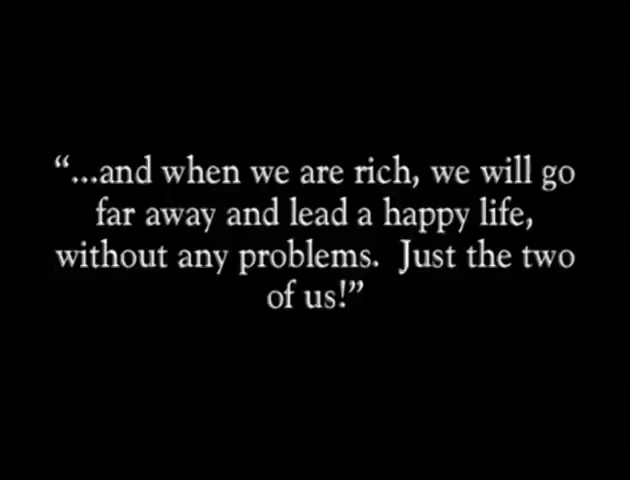 “...and when we are rich, we will go
far away and lead a happy life,
without any problems.  Just the two
of us!”